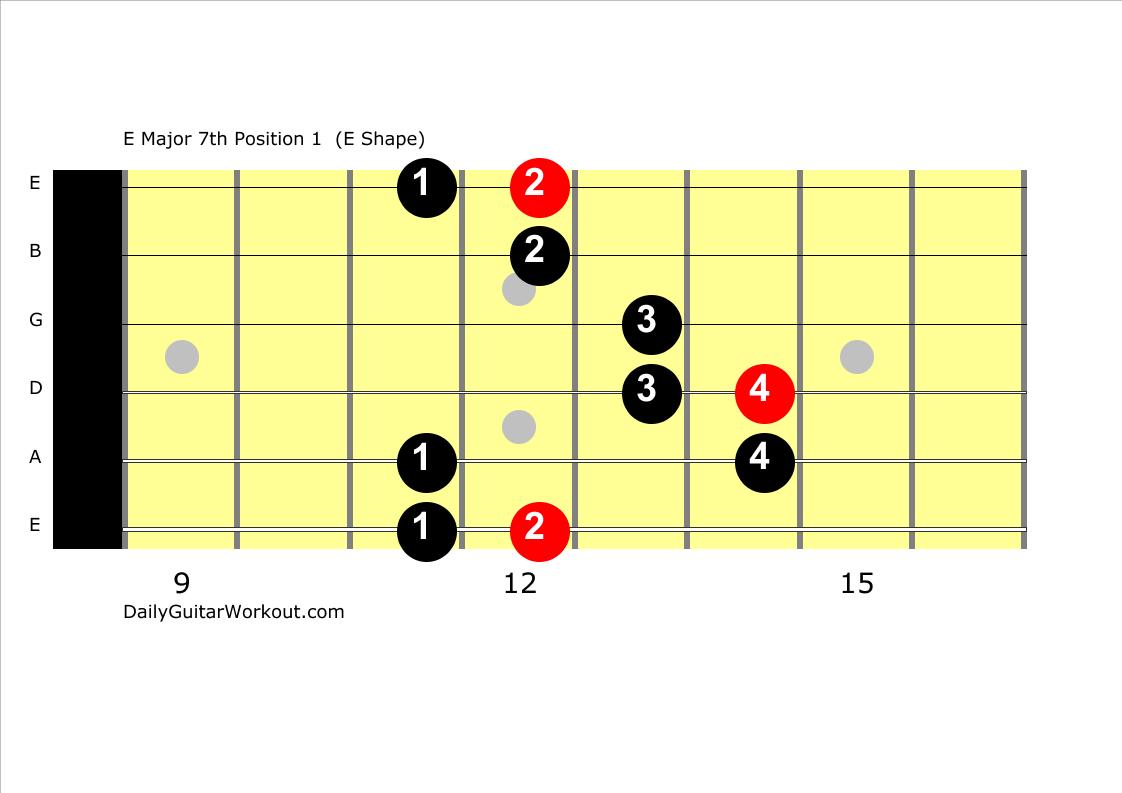 E Major 7th Position 1 (E Shape)
E 1 2
B 2
G 3
D 3 4
A 1 4
E 1 2
9 12 15
DailyGuitarWorkout.com